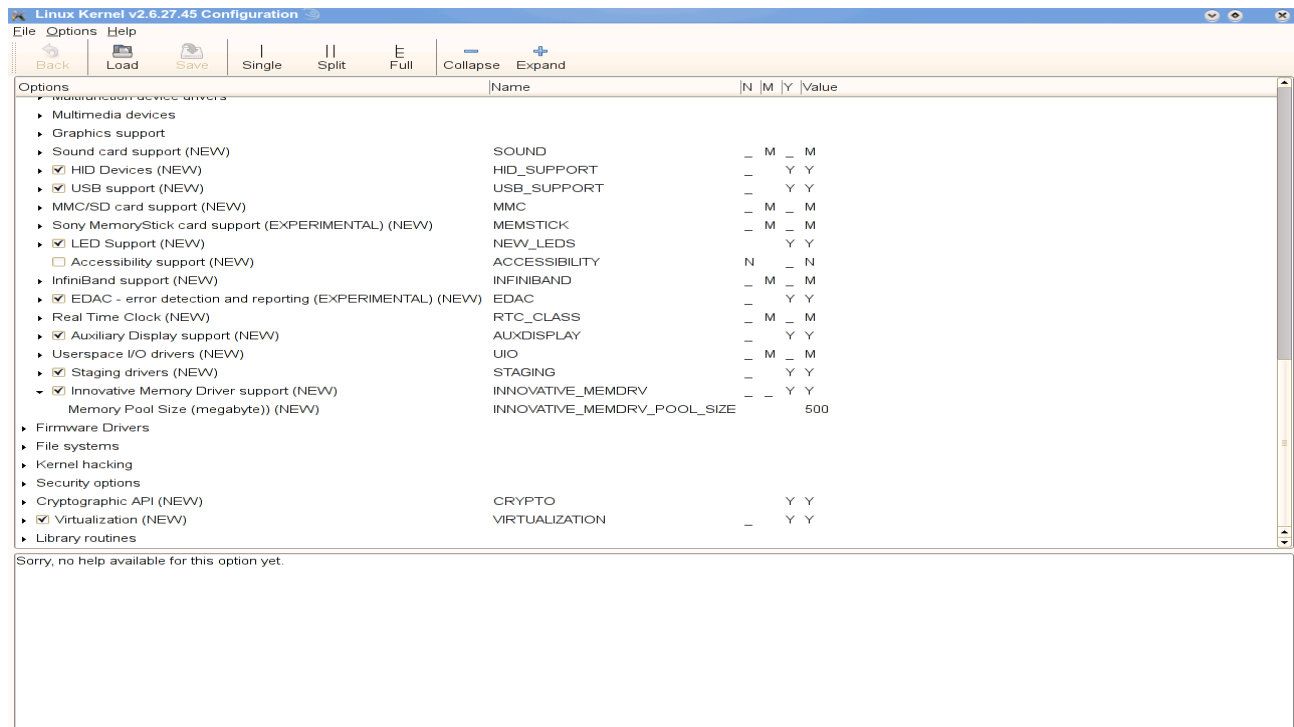 Linux Kernel v2.6.27.45 Configuration
File Options Help
Back Load Save Single Split Full Collapse Expand
Options Name N M Y Value
Multifunction device drivers
Multimedia devices
Graphics support
Sound card support (NEW) SOUND _ M _ M
HID Devices (NEW) HID_SUPPORT _ Y Y
USB support (NEW) USB_SUPPORT _ Y Y
MMC/SD card support (NEW) MMC _ M _ M
Sony MemoryStick card support (EXPERIMENTAL) (NEW) MEMSTICK _ M _ M
LED Support (NEW) NEW_LEDS Y Y
Accessibility support (NEW) ACCESSIBILITY N _ N
InfiniBand support (NEW) INFINIBAND _ M _ M
EDAC - error detection and reporting (EXPERIMENTAL) (NEW) EDAC _ Y Y
Real Time Clock (NEW) RTC_CLASS _ M _ M
Auxiliary Display support (NEW) AUXDISPLAY _ Y Y
Userspace I/O drivers (NEW) UIO _ M _ M
Staging drivers (NEW) STAGING _ Y Y
Innovative Memory Driver support (NEW) INNOVATIVE_MEMDRV _ _ Y Y
Memory Pool Size (megabyte)) (NEW) INNOVATIVE_MEMDRV_POOL_SIZE 500
Firmware Drivers
File systems
Kernel hacking
Security options
Cryptographic API (NEW) CRYPTO Y Y
Virtualization (NEW) VIRTUALIZATION _ Y Y
Library routines
Sorry, no help available for this option yet.